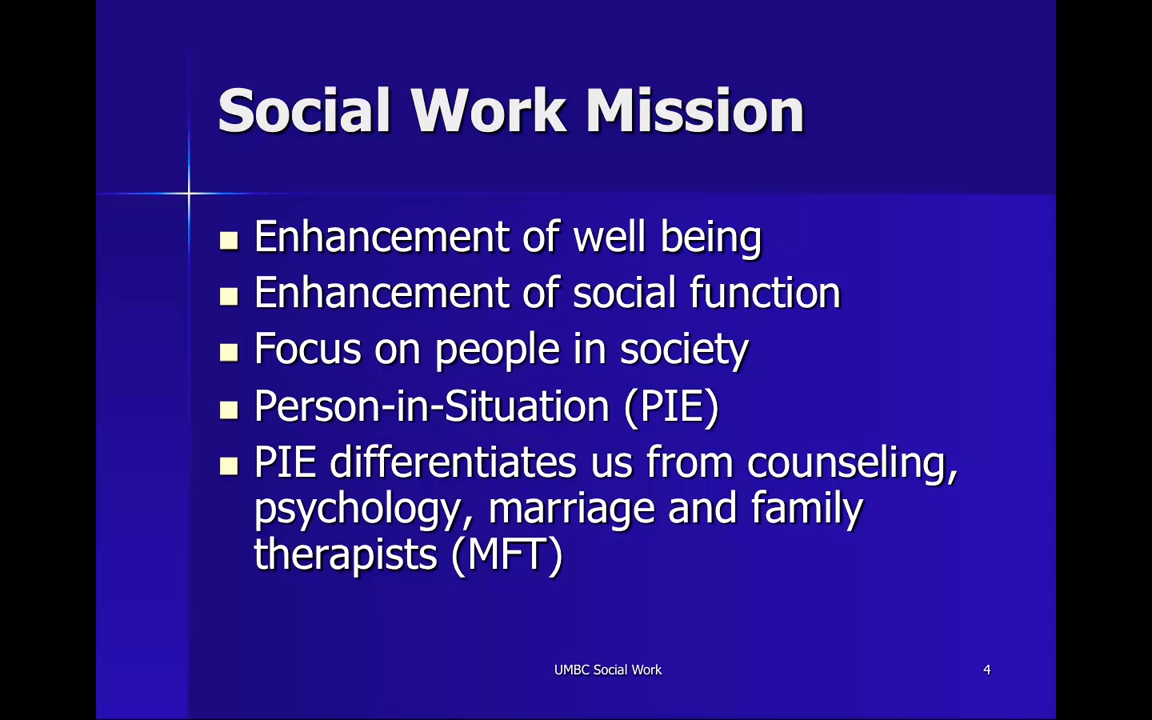 Social Work Mission
Enhancement of well being
Enhancement of social function
Focus on people in society
Person-in-Situation (PIE)
PIE differentiates us from counseling,
psychology, marriage and family
therapists (MFT)
UMBC Social Work
4